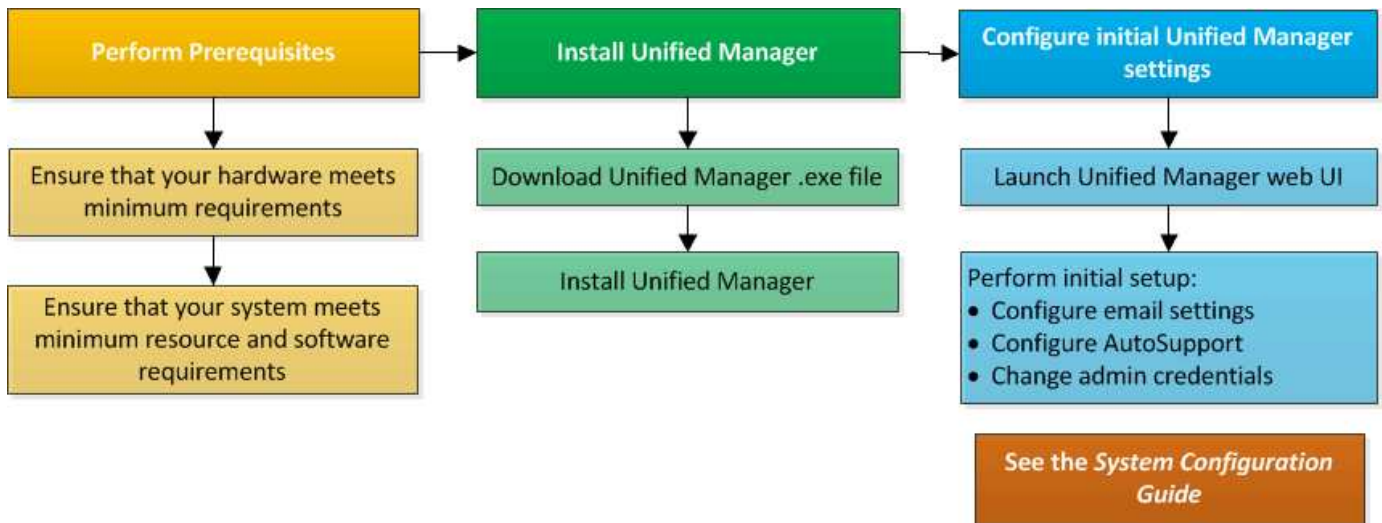 Perform Prerequisites
Install Unified Manager
Configure initial Unified Manager
settings
Ensure that your hardware meets
minimum requirements
Ensure that your system meets
minimum resource and software
requirements
Download Unified Manager .exe file
Install Unified Manager
Launch Unified Manager web UI
Perform initial setup:
• Configure email settings
• Configure AutoSupport
• Change admin credentials
See the System Configuration
Guide